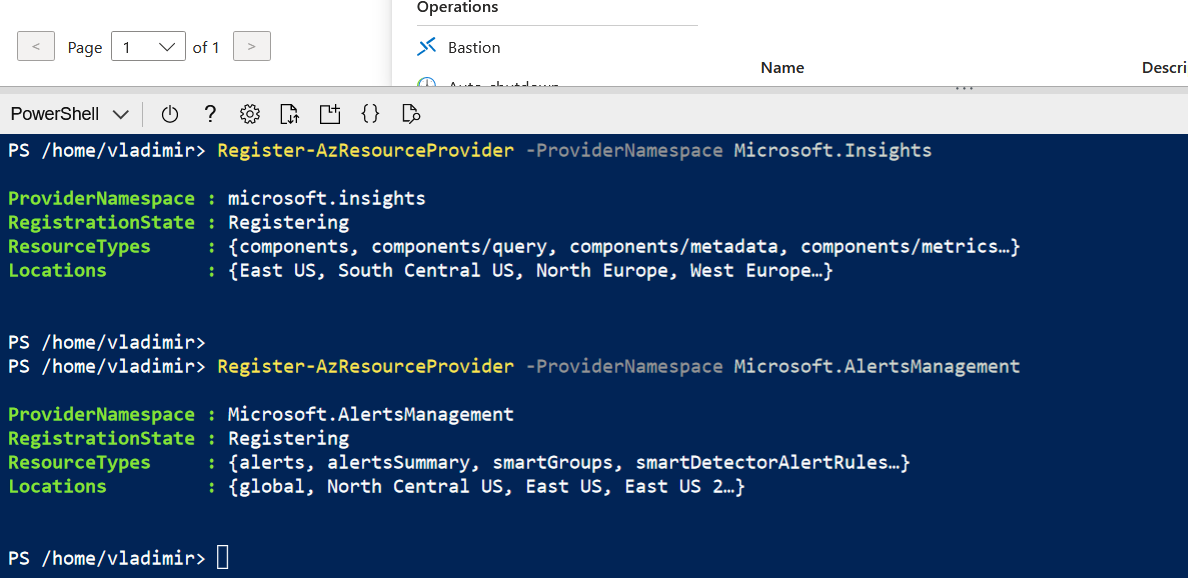 Operations
< Page 1 of 1 >
Bastion
Auto-shutdown
Name Descri
PowerShell ? {}
PS /home/vladimir> Register-AzResourceProvider -ProviderNamespace Microsoft.Insights
ProviderNamespace : microsoft.insights
RegistrationState : Registering
ResourceTypes : {components, components/query, components/metadata, components/metrics…}
Locations : {East US, South Central US, North Europe, West Europe…}
PS /home/vladimir>
PS /home/vladimir> Register-AzResourceProvider -ProviderNamespace Microsoft.AlertsManagement
ProviderNamespace : Microsoft.AlertsManagement
RegistrationState : Registering
ResourceTypes : {alerts, alertsSummary, smartGroups, smartDetectorAlertRules…}
Locations : {global, North Central US, East US, East US 2…}
PS /home/vladimir>